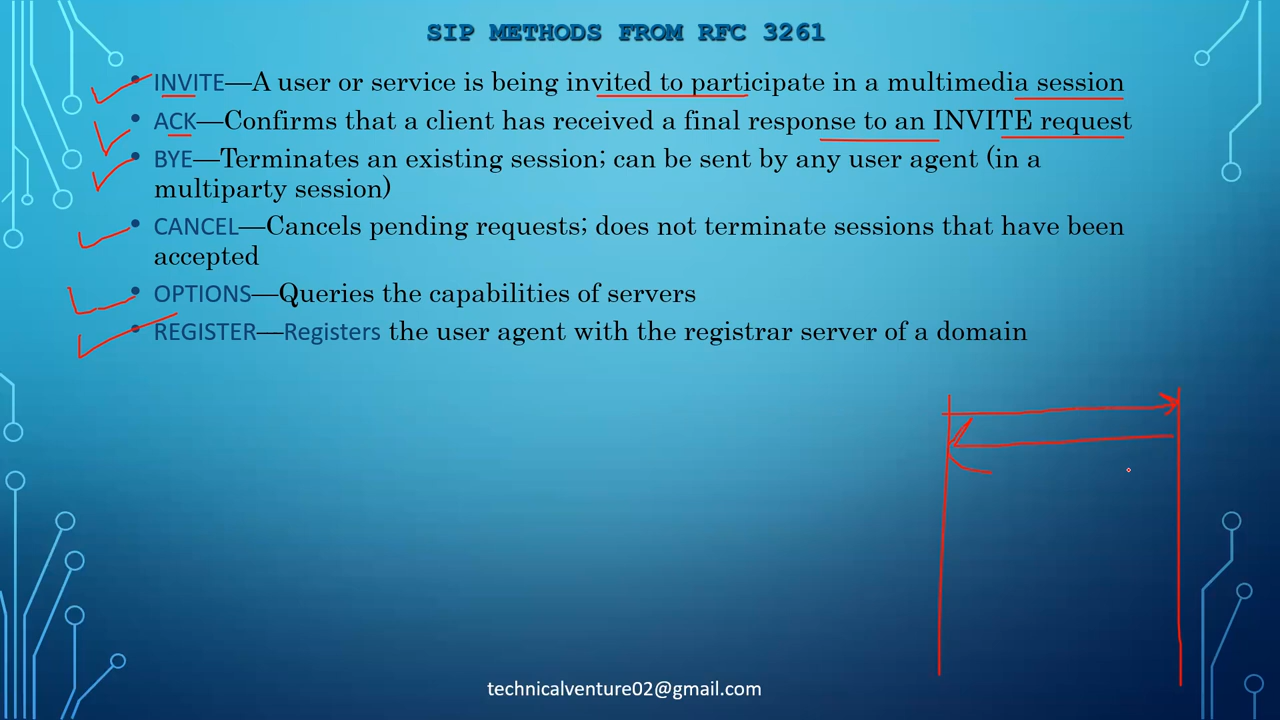 SIP METHODS FROM RFC 3261
• INVITE—A user or service is being invited to participate in a multimedia session
• ACK—Confirms that a client has received a final response to an INVITE request
• BYE—Terminates an existing session; can be sent by any user agent (in a
multiparty session)
• CANCEL—Cancels pending requests; does not terminate sessions that have been
accepted
• OPTIONS—Queries the capabilities of servers
• REGISTER—Registers the user agent with the registrar server of a domain
technicalventure02@gmail.com